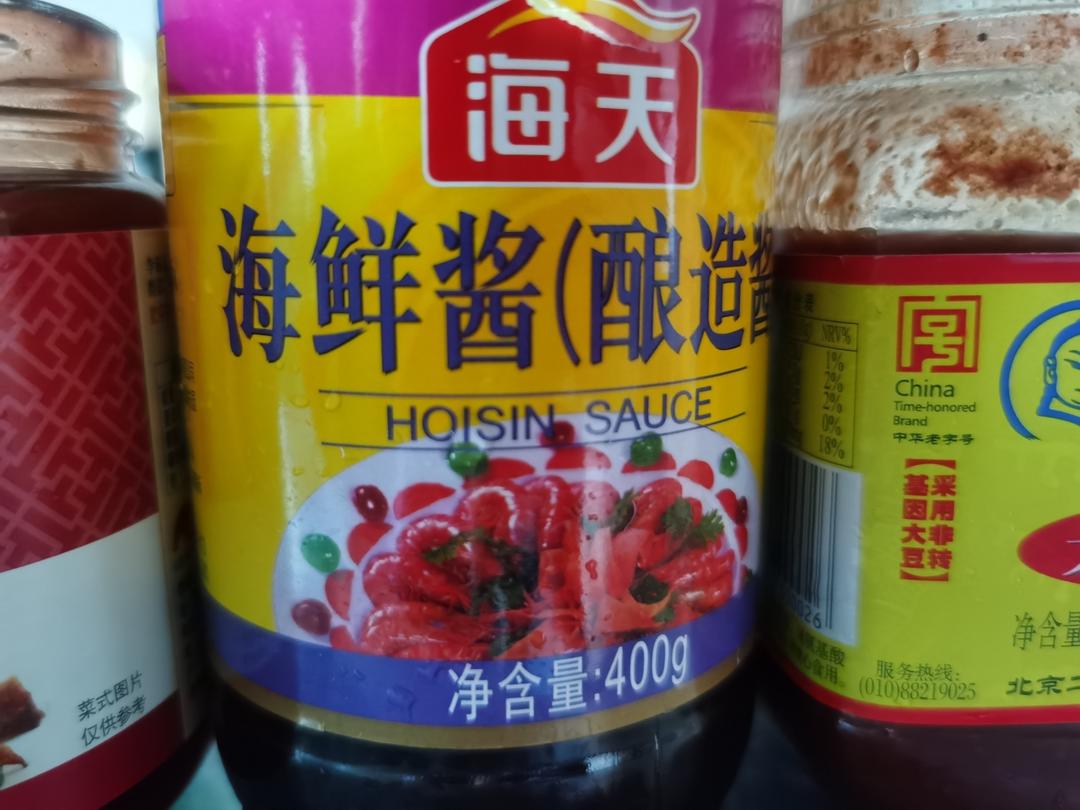 海天
海鲜酱(酿造酱
HOISIN SAUCE
净含量:400g
菜式图片
仅供参考
NRV%
1%
2%
2%
0%
18%
China
Time-honored
Brand
中华老字号
【采用非转
基因大豆】
净含量
服务热线:
(010)88219025
北京二